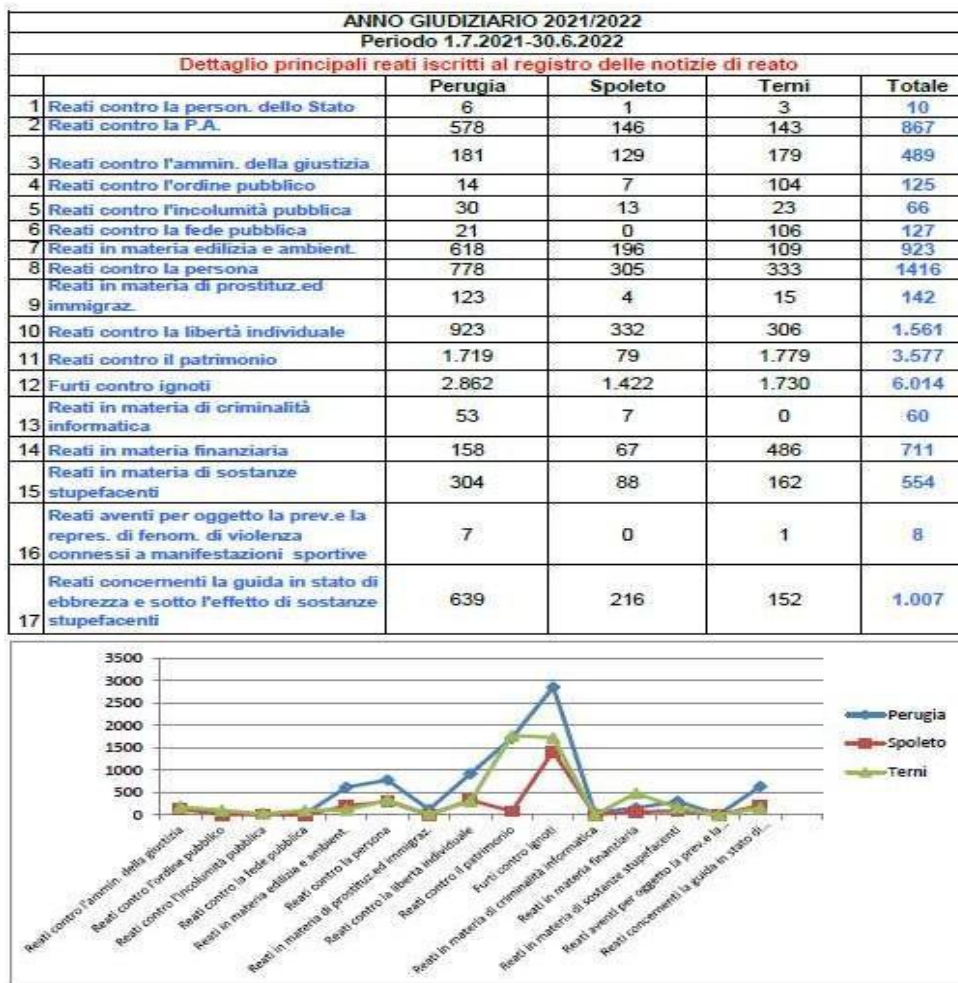 ANNO GIUDIZIARIO 2021/2022
Periodo 1.7.2021-30.6.2022
Dettaglio principali reati iscritti al registro delle notizie di reato
Perugia Spoleto Terni Totale
1 Reati contro la person. dello Stato 6 1 3 10
2 Reati contro la P.A. 578 146 143 867
3 Reati contro l'ammin. della giustizia 181 129 179 489
4 Reati contro l'ordine pubblico 14 7 104 125
5 Reati contro l'incolumità pubblica 30 13 23 66
6 Reati contro la fede pubblica 21 0 106 127
7 Reati in materia edilizia e ambient. 618 196 109 923
8 Reati contro la persona 778 305 333 1416
Reati in materia di prostituz.ed
9 immigraz. 123 4 15 142
10 Reati contro la libertà individuale 923 332 306 1.561
11 Reati contro il patrimonio 1.719 79 1.779 3.577
12 Furti contro ignoti 2.862 1.422 1.730 6.014
Reati in materia di criminalità
13 informatica 53 7 0 60
14 Reati in materia finanziaria 158 67 486 711
Reati in materia di sostanze
15 stupefacenti 304 88 162 554
Reati aventi per oggetto la prev.e la
repres. di fenom. di violenza
16 connessi a manifestazioni sportive 7 0 1 8
Reati concernenti la guida in stato di
ebbrezza e sotto l'effetto di sostanze
17 stupefacenti 639 216 152 1.007
3500
3000
2500
2000
1500
1000
500
0
Perugia
Spoleto
Terni
Reati contro l'ammin. della giustizia
Reati contro l'ordine pubblico
Reati contro l'incolumità pubblica
Reati contro la fede pubblica
Reati in materia edilizia e ambient.
Reati contro la persona
Reati in materia di prostituz.ed immigraz.
Reati contro la libertà individuale
Reati contro il patrimonio
Furti contro ignoti
Reati in materia di criminalità informatica
Reati in materia finanziaria
Reati in materia di sostanze stupefacenti
Reati aventi per oggetto la prev.e la...
Reati concernenti la guida in stato di...